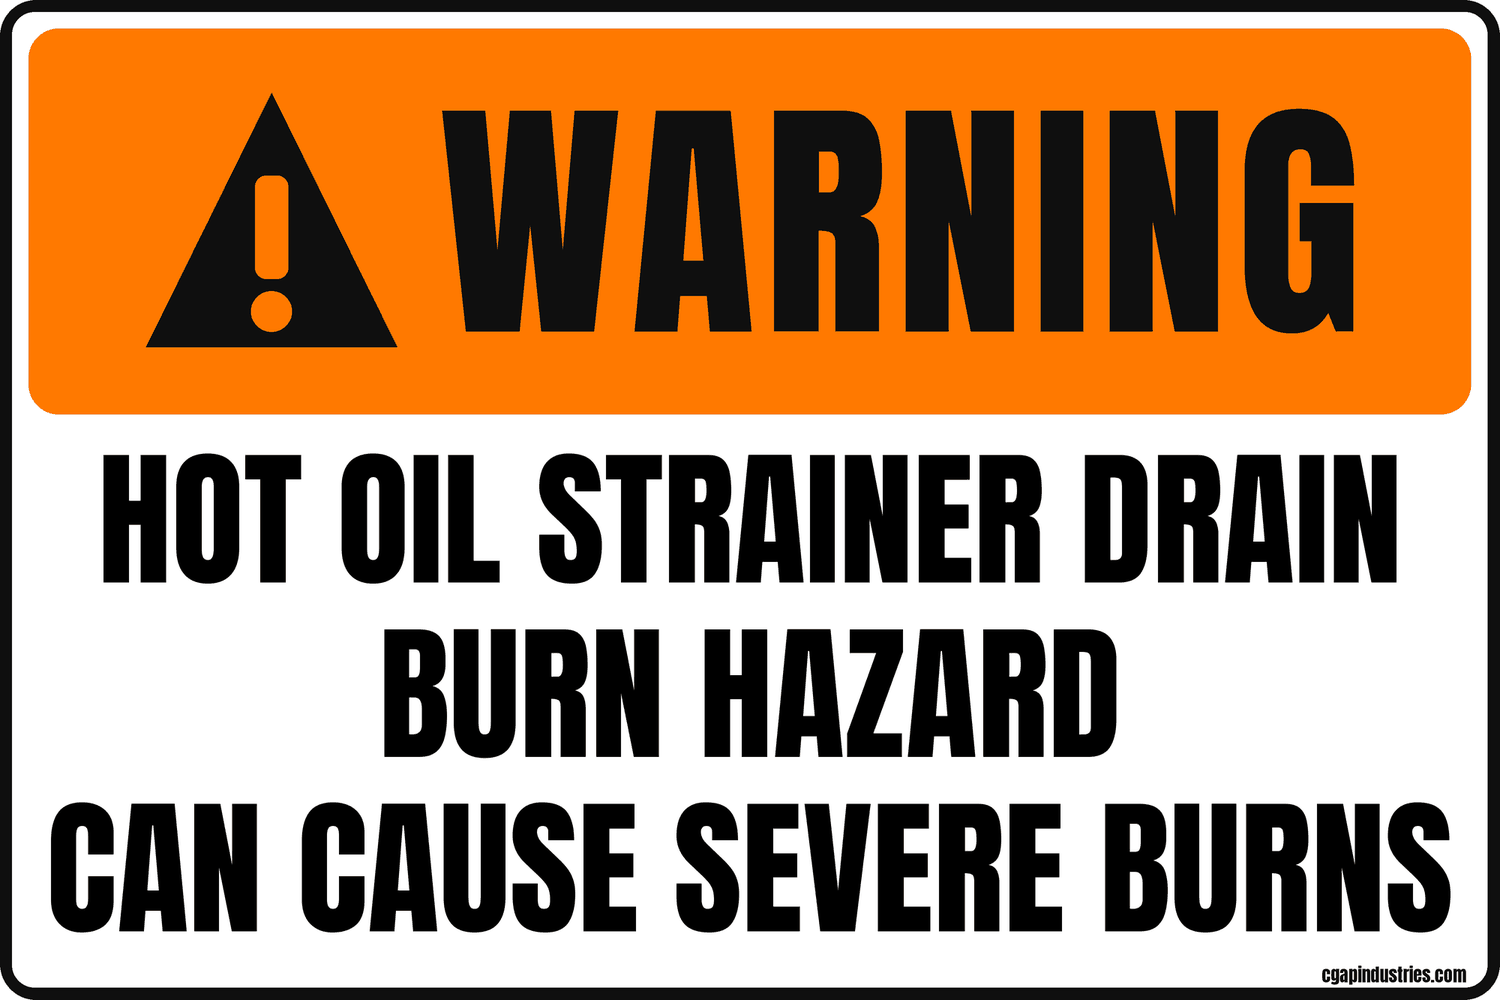 WARNING
HOT OIL STRAINER DRAIN
BURN HAZARD
CAN CAUSE SEVERE BURNS
cgapindustries.com